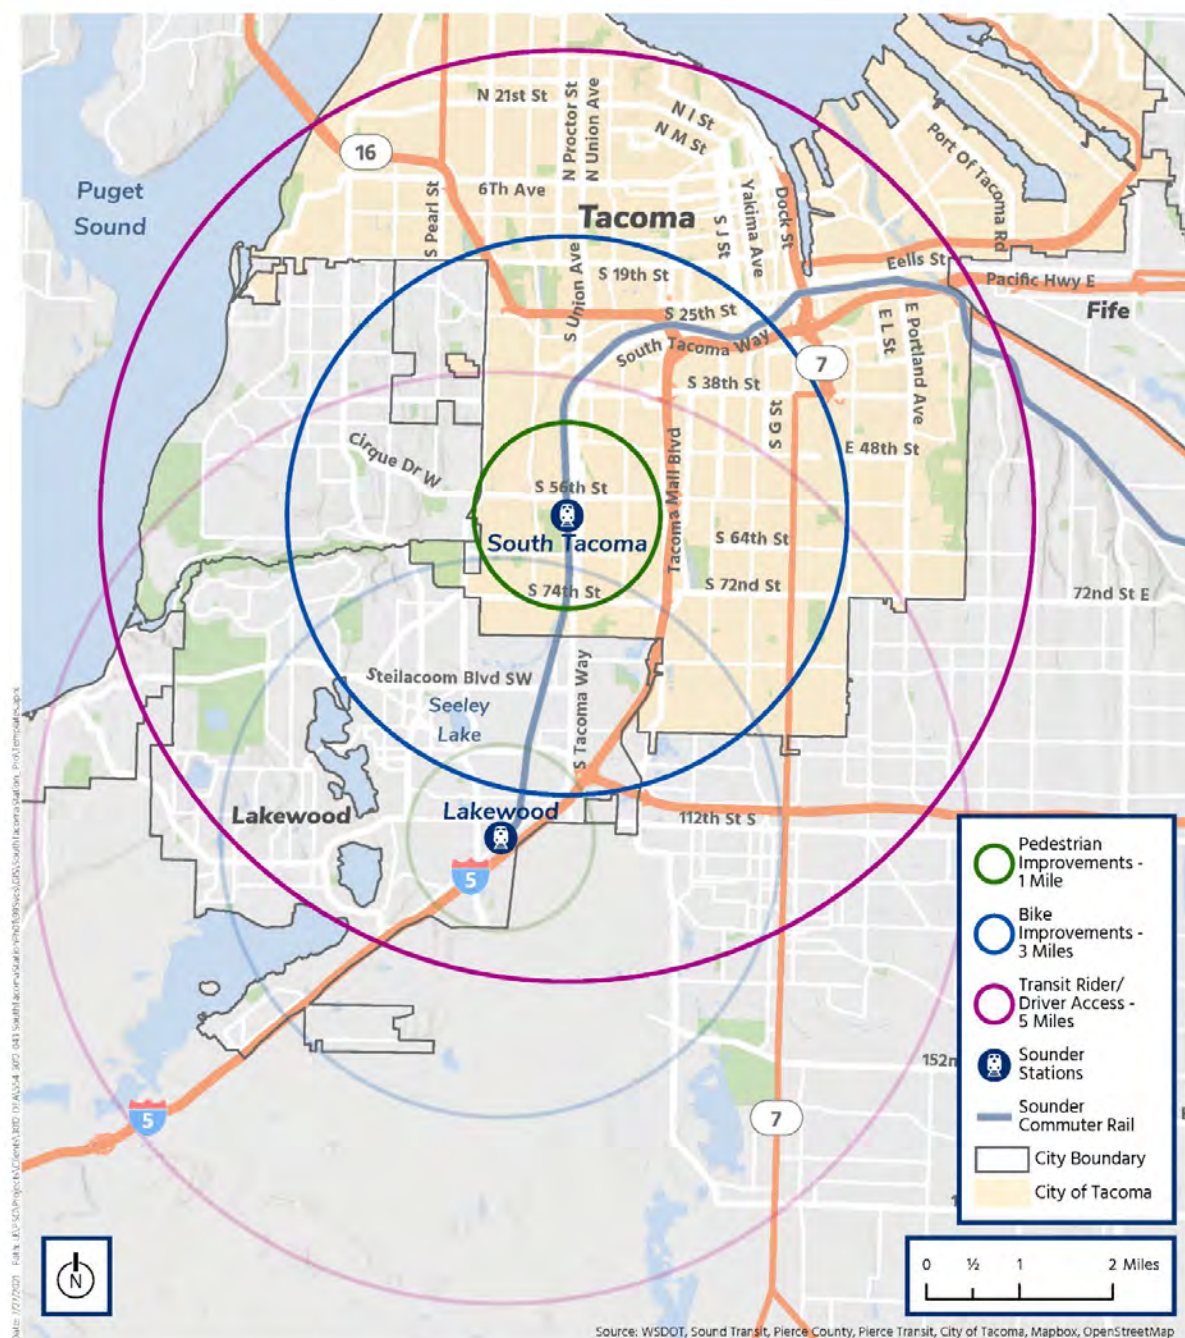 N 21st St
N Proctor St
N Union Ave
N I St
N M St
16
Port Of Tacoma Rd
Puget
Sound
6Th Ave
S Pearl St
Tacoma
S J St
Yakima Ave
Dock St
S Union Ave
S 19th St
Eells St
Pacific Hwy E
Fife
S 25th St
South Tacoma Way
E L St
E Portland Ave
7
S 38th St
S G St
Cirque Dr W
Tacoma Mall Blvd
E 48th St
S 56th St
South Tacoma
S 64th St
S 74th St
S 72nd St
72nd St E
Steilacoom Blvd SW
Seeley
Lake
S Tacoma Way
Lakewood
Lakewood
112th St S
5
5
7
Pedestrian
Improvements -
1 Mile
Bike
Improvements -
3 Miles
Transit Rider/
Driver Access -
5 Miles
Sounder
Stations
Sounder
Commuter Rail
City Boundary
City of Tacoma
N
0 ½ 1 2 Miles
Source: WSDOT, Sound Transit, Pierce County, Pierce Transit, City of Tacoma, Mapbox, OpenStreetMap